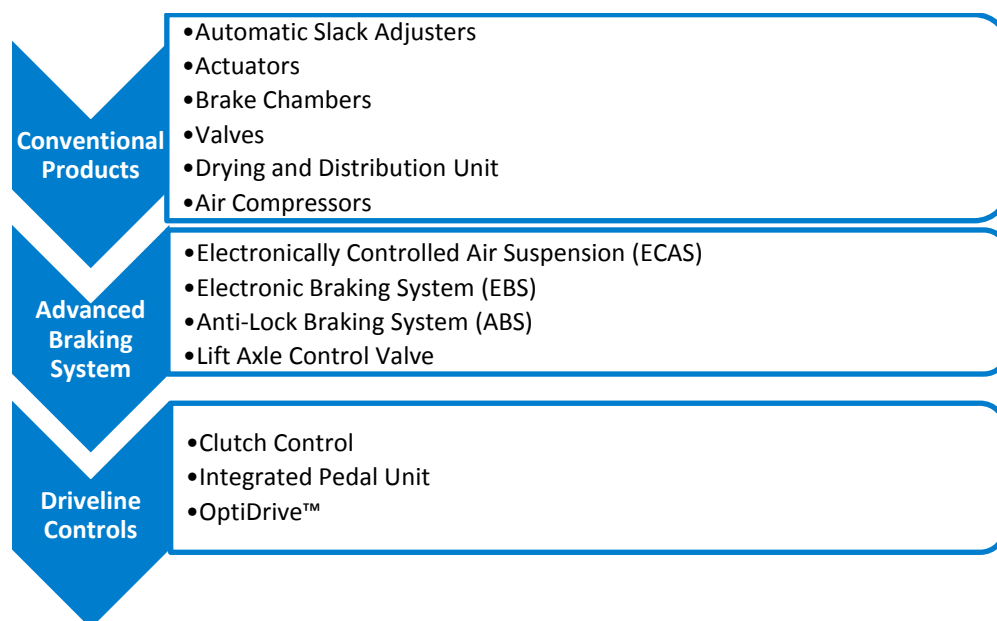 Conventional
Products
•Automatic Slack Adjusters
•Actuators
•Brake Chambers
•Valves
•Drying and Distribution Unit
•Air Compressors
Advanced
Braking
System
•Electronically Controlled Air Suspension (ECAS)
•Electronic Braking System (EBS)
•Anti-Lock Braking System (ABS)
•Lift Axle Control Valve
Driveline
Controls
•Clutch Control
•Integrated Pedal Unit
•OptiDrive™